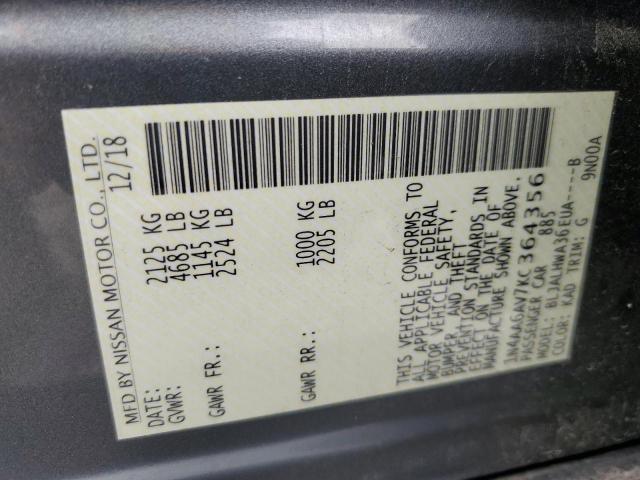 MFD BY NISSAN MOTOR CO., LTD.
DATE: 12/18
GVWR: 2125 KG
4685 LB
GAWR FR.: 1145 KG
2524 LB
GAWR RR.: 1000 KG
2205 LB
THIS VEHICLE CONFORMS TO
ALL APPLICABLE FEDERAL
MOTOR VEHICLE SAFETY,
BUMPER, AND THEFT
PREVENTION STANDARDS IN
EFFECT ON THE DATE OF
MANUFACTURE SHOWN ABOVE.
1N4AAGAV7KC364356
PASSENGER CAR 885
MODEL: BLJALHWA36EUA----B
COLOR: KAD TRIM: G 9N00A